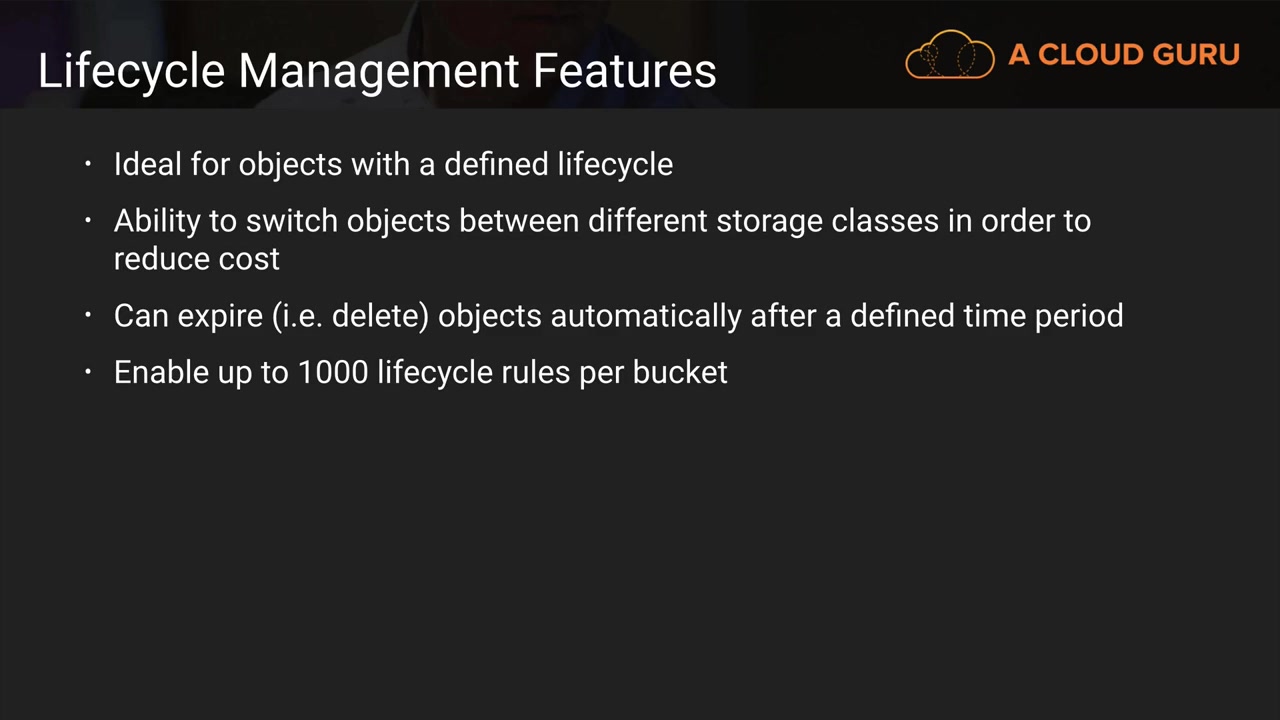 Lifecycle Management Features
A CLOUD GURU
• Ideal for objects with a defined lifecycle
• Ability to switch objects between different storage classes in order to
reduce cost
• Can expire (i.e. delete) objects automatically after a defined time period
• Enable up to 1000 lifecycle rules per bucket